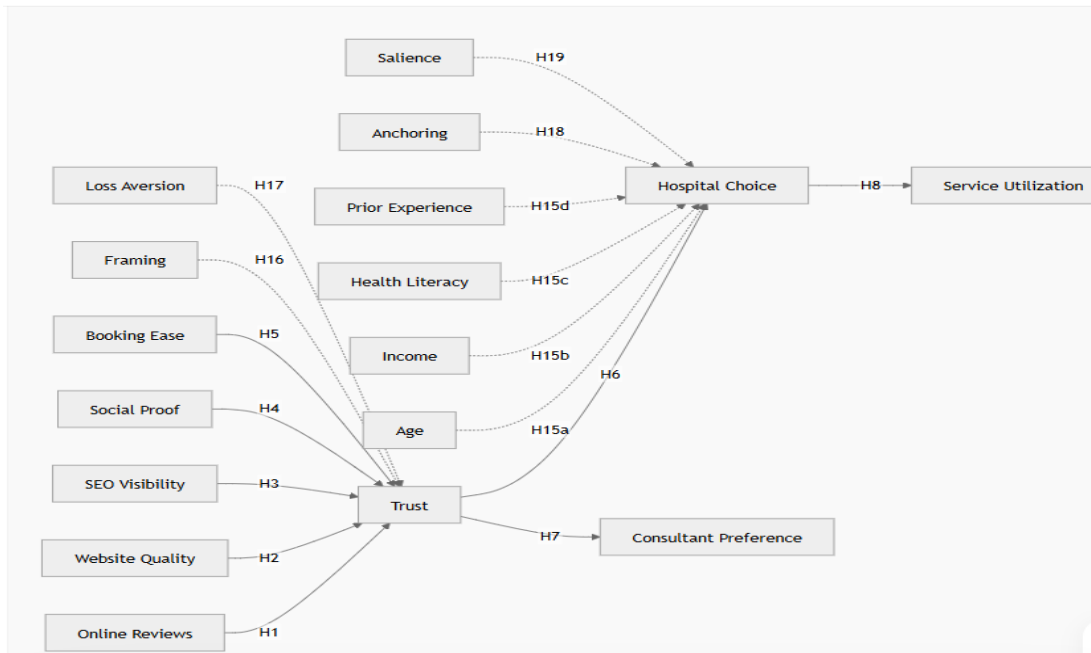 Salience
H19
Anchoring
H18
Loss Aversion
H17
Hospital Choice
H8
Service Utilization
Prior Experience
H15d
Framing
H16
Health Literacy
H15c
Booking Ease
H5
Income
H15b
H6
Social Proof
H4
Age
H15a
SEO Visibility
H3
Trust
H7
Consultant Preference
Website Quality
H2
Online Reviews
H1